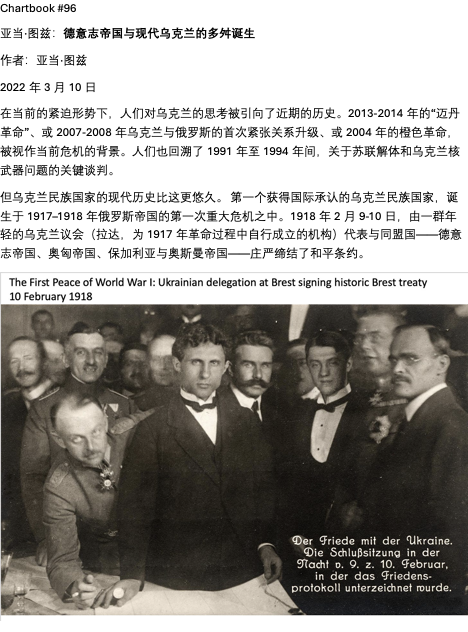 Chartbook #96
亚当·图兹：德意志帝国与现代乌克兰的多舛诞生
作者：亚当·图兹
2022 年 3 月 10 日
在当前的紧迫形势下，人们对乌克兰的思考被引向了近期的历史。2013-2014 年的“迈丹
革命”、或 2007-2008 年乌克兰与俄罗斯的首次紧张关系升级、或 2004 年的橙色革命，
被视作当前危机的背景。人们也回溯了 1991 年至 1994 年间，关于苏联解体和乌克兰核
武器问题的关键谈判。
但乌克兰民族国家的现代历史比这更悠久。 第一个获得国际承认的乌克兰民族国家，诞
生于 1917–1918 年俄罗斯帝国的第一次重大危机之中。1918 年 2 月 9-10 日，由一群年
轻的乌克兰议会（拉达，为 1917 年革命过程中自行成立的机构）代表与同盟国——德意
志帝国、奥匈帝国、保加利亚与奥斯曼帝国——庄严缔结了和平条约。
The First Peace of World War I: Ukrainian delegation at Brest signing historic Brest treaty
10 February 1918
Der Friede mit der Ukraine.
Die Schlußsitzung in der
Nacht v. 9. z. 10. Februar,
in der das Friedens-
protokoll unterzeichnet wurde.